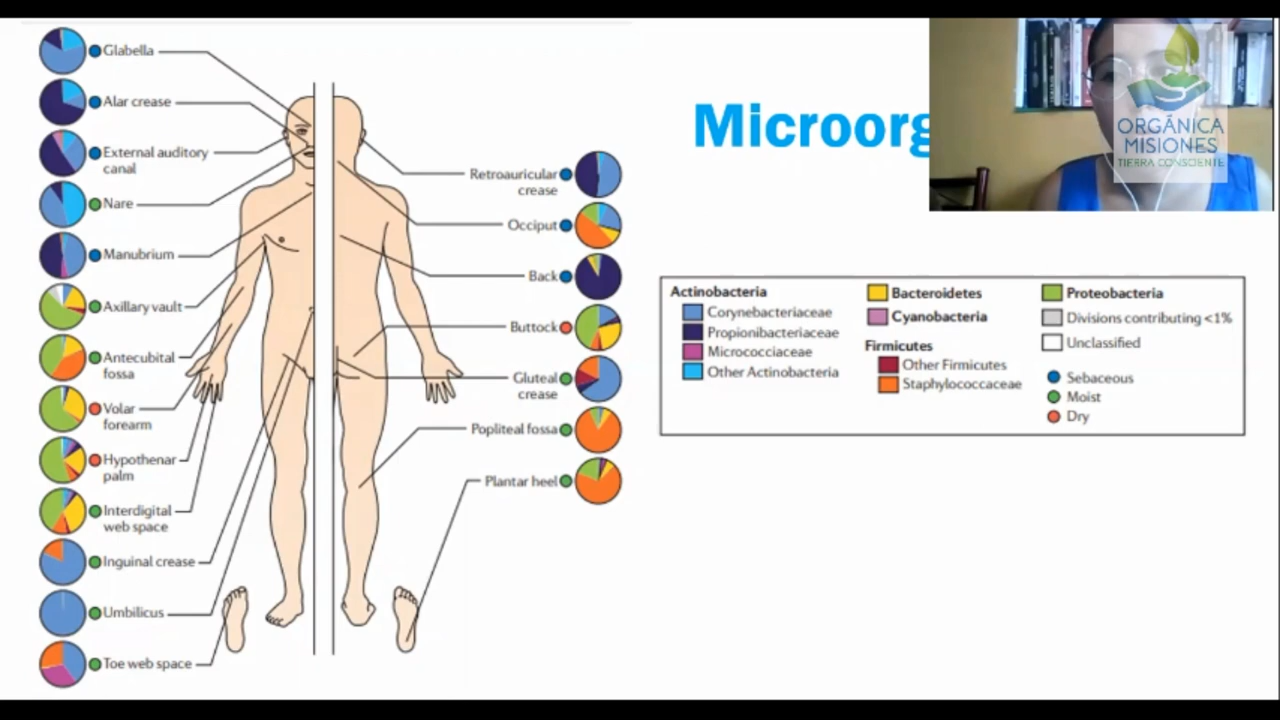 Glabella
Alar crease
External auditory
canal
Nare
Manubrium
Axillary vault
Antecubital
fossa
Volar
forearm
Hypothenar
palm
Interdigital
web space
Inguinal crease
Umbilicus
Toe web space
Retroauricular
crease
Occiput
Back
Buttock
Gluteal
crease
Popliteal fossa
Plantar heel
Microorg
ORGÁNICA
MISIONES
TIERRA CONSCIENTE
Actinobacteria
Corynebacteriaceae
Propionibacteriaceae
Micrococciaceae
Other Actinobacteria
Bacteroidetes
Cyanobacteria
Firmicutes
Other Firmicutes
Staphylococcaceae
Proteobacteria
Divisions contributing <1%
Unclassified
Sebaceous
Moist
Dry